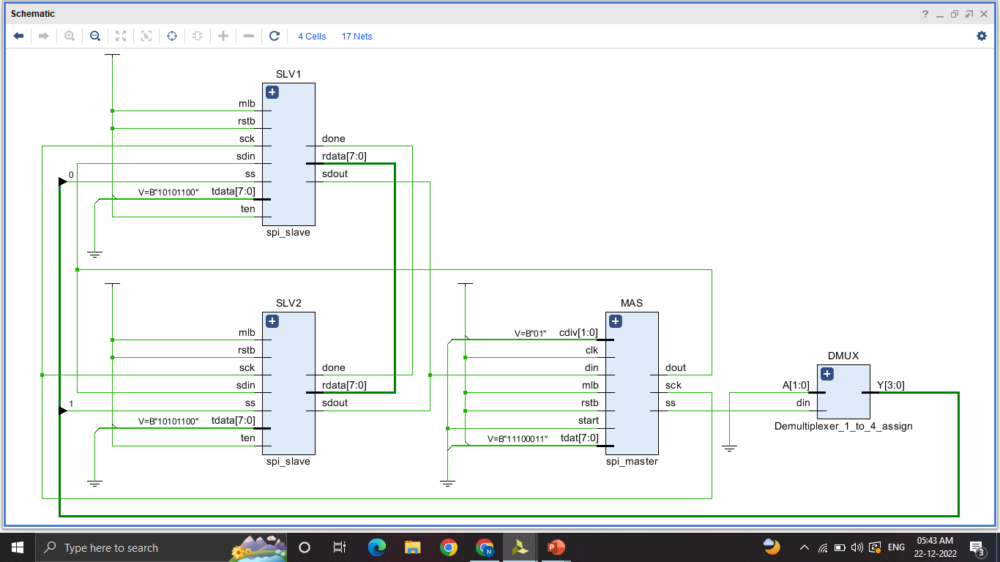 Schematic
4 Cells 17 Nets
SLV1
mlb
rstb
sck done
sdin rdata[7:0]
0 ss sdout
V=B"10101100" tdata[7:0]
ten
spi_slave
SLV2
mlb
rstb
sck done
sdin rdata[7:0]
1 ss sdout
V=B"10101100" tdata[7:0]
ten
spi_slave
MAS
V=B"01" cdiv[1:0]
clk
din dout
mlb sck
rstb ss
start
V=B"11100011" tdat[7:0]
spi_master
DMUX
A[1:0] Y[3:0]
din
Demultiplexer_1_to_4_assign
Type here to search
N
P
ENG
05:43 AM
22-12-2022
3